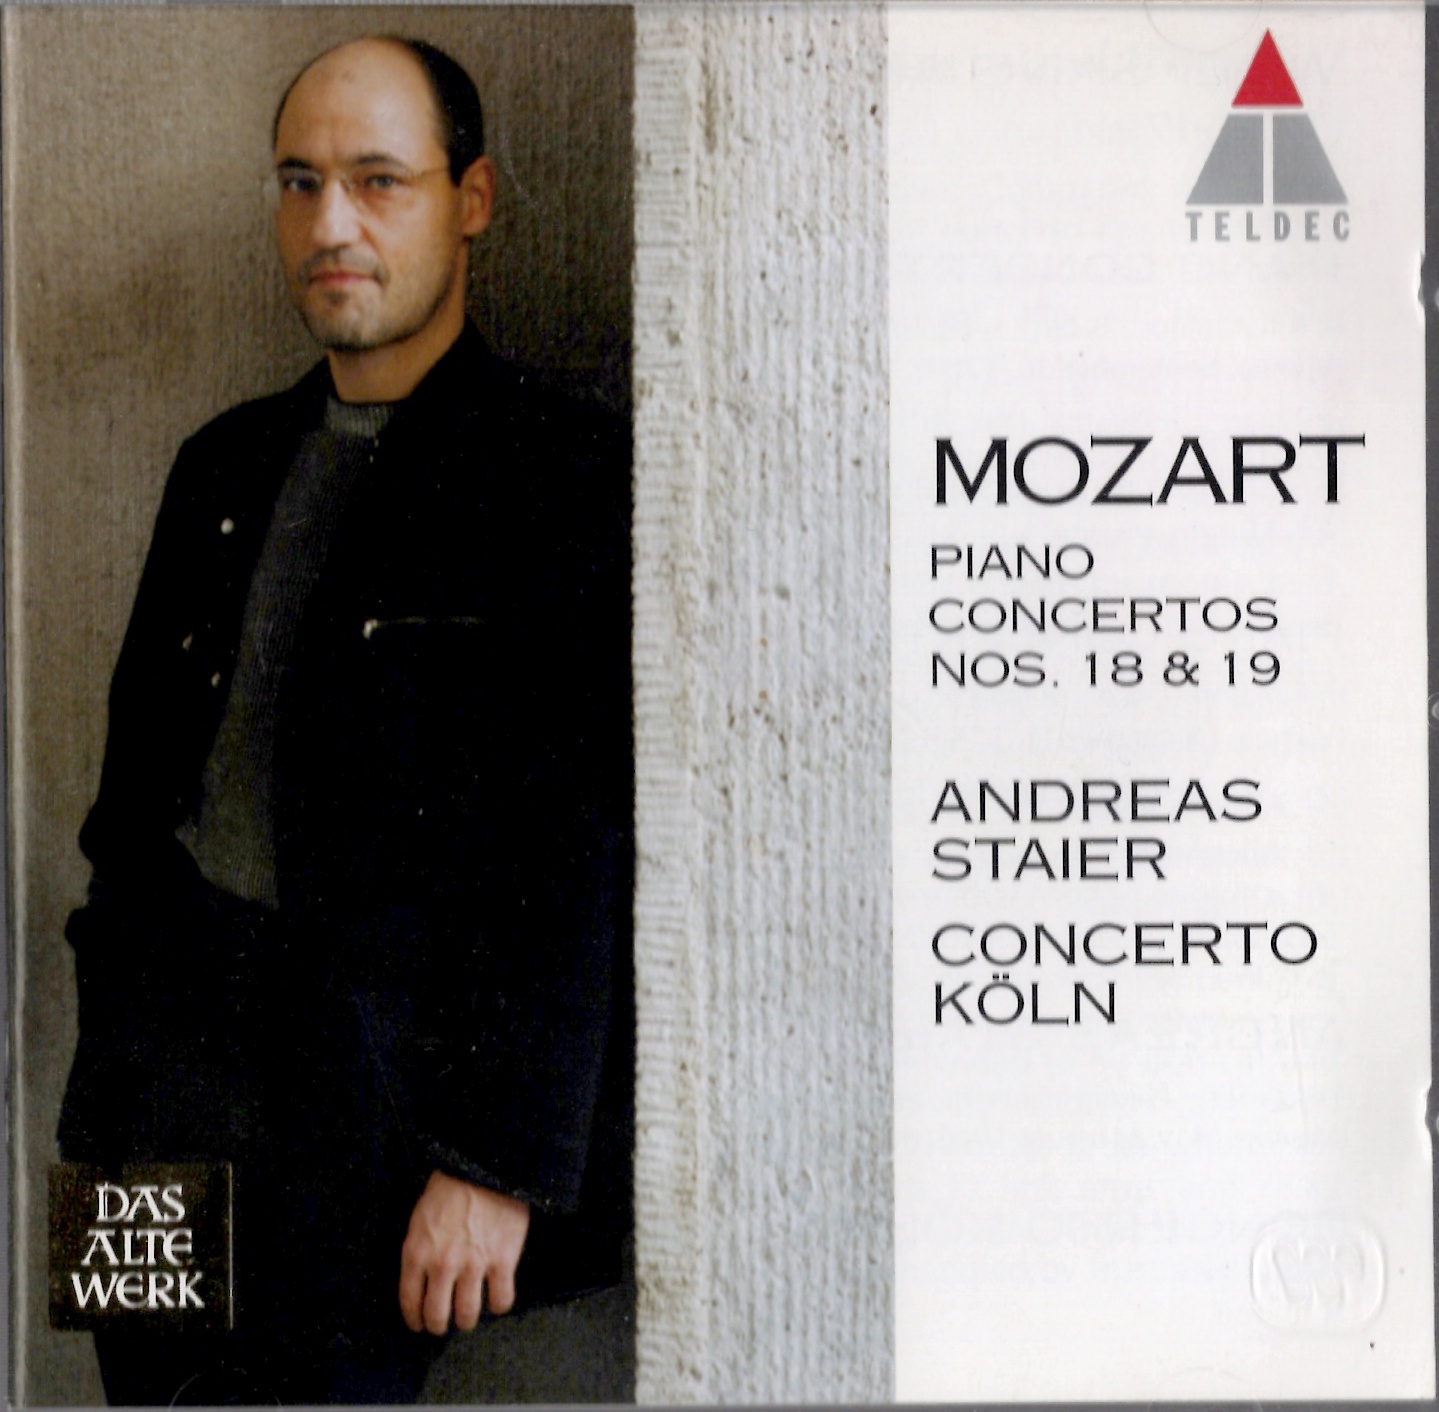 TELDEC
MOZART
PIANO
CONCERTOS
NOS. 18 & 19
ANDREAS
STAIER
CONCERTO
KÖLN
DAS
ALTE
WERK